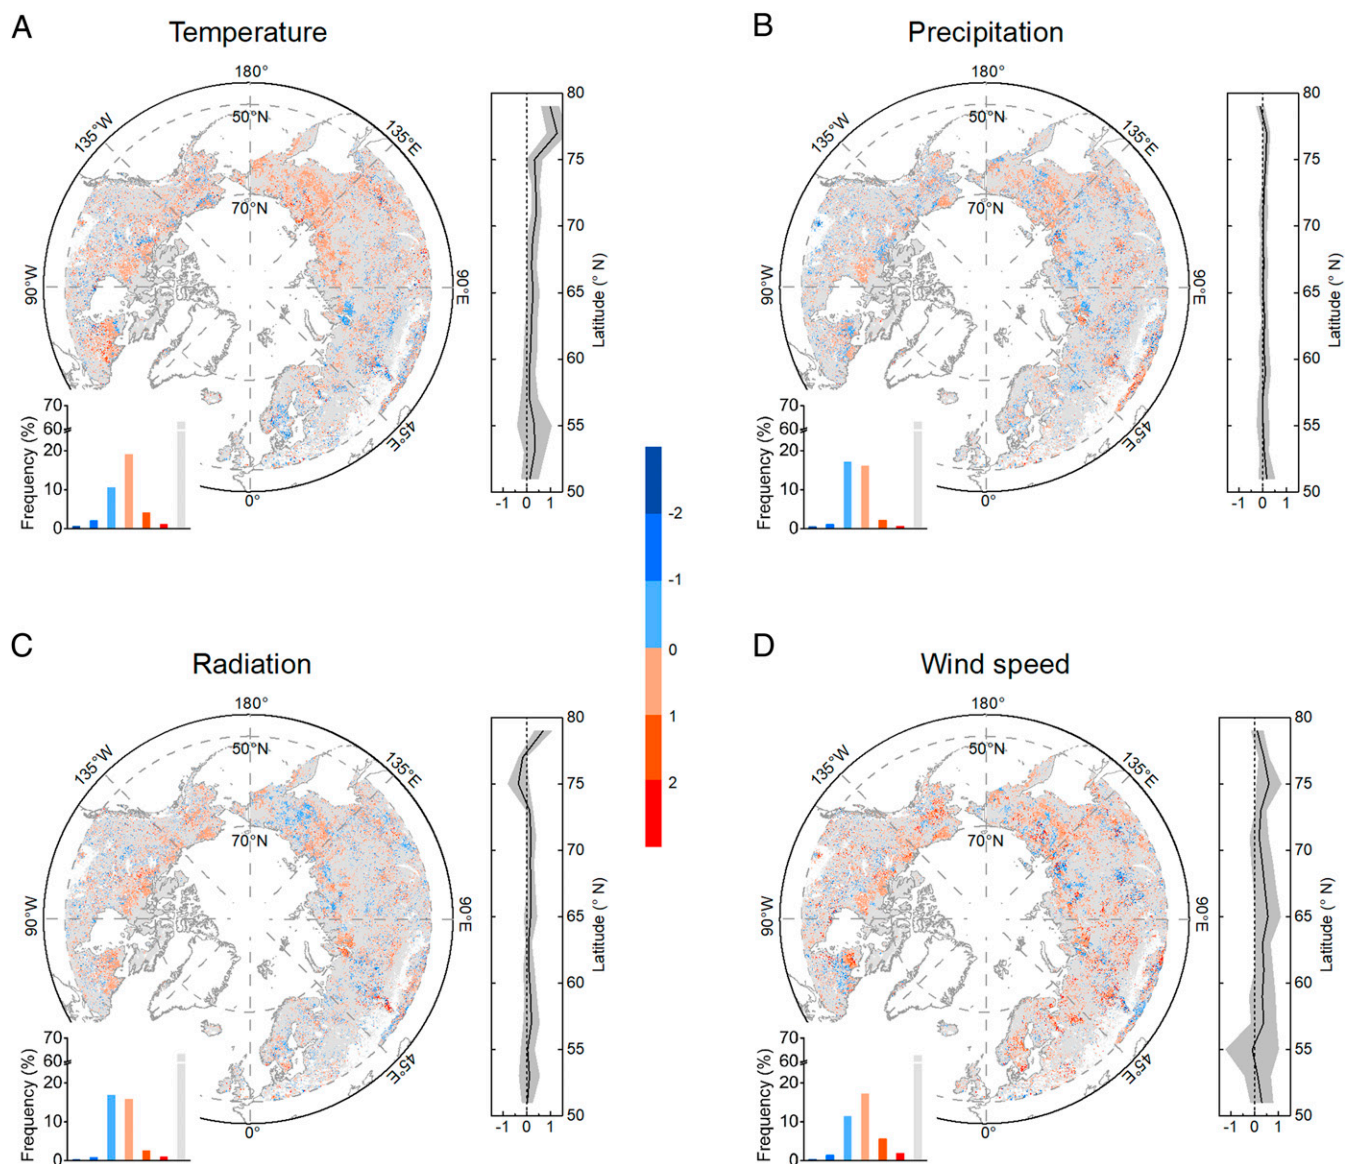 A
Temperature
180°
50°N
135°W
135°E
70°N
90°W
90°E
45°E
0°
80
75
70
65
60
55
50
Latitude (° N)
-1 0 1
Frequency (%)
70
60
20
10
0
B
Precipitation
180°
50°N
135°W
135°E
70°N
90°W
90°E
45°E
0°
80
75
70
65
60
55
50
Latitude (° N)
-1 0 1
Frequency (%)
70
60
20
10
0
-2
-1
0
1
2
C
Radiation
180°
50°N
135°W
135°E
70°N
90°W
90°E
45°E
0°
80
75
70
65
60
55
50
Latitude (° N)
-1 0 1
Frequency (%)
70
60
20
10
0
D
Wind speed
180°
50°N
135°W
135°E
70°N
90°W
90°E
45°E
0°
80
75
70
65
60
55
50
Latitude (° N)
-1 0 1
Frequency (%)
70
60
20
10
0